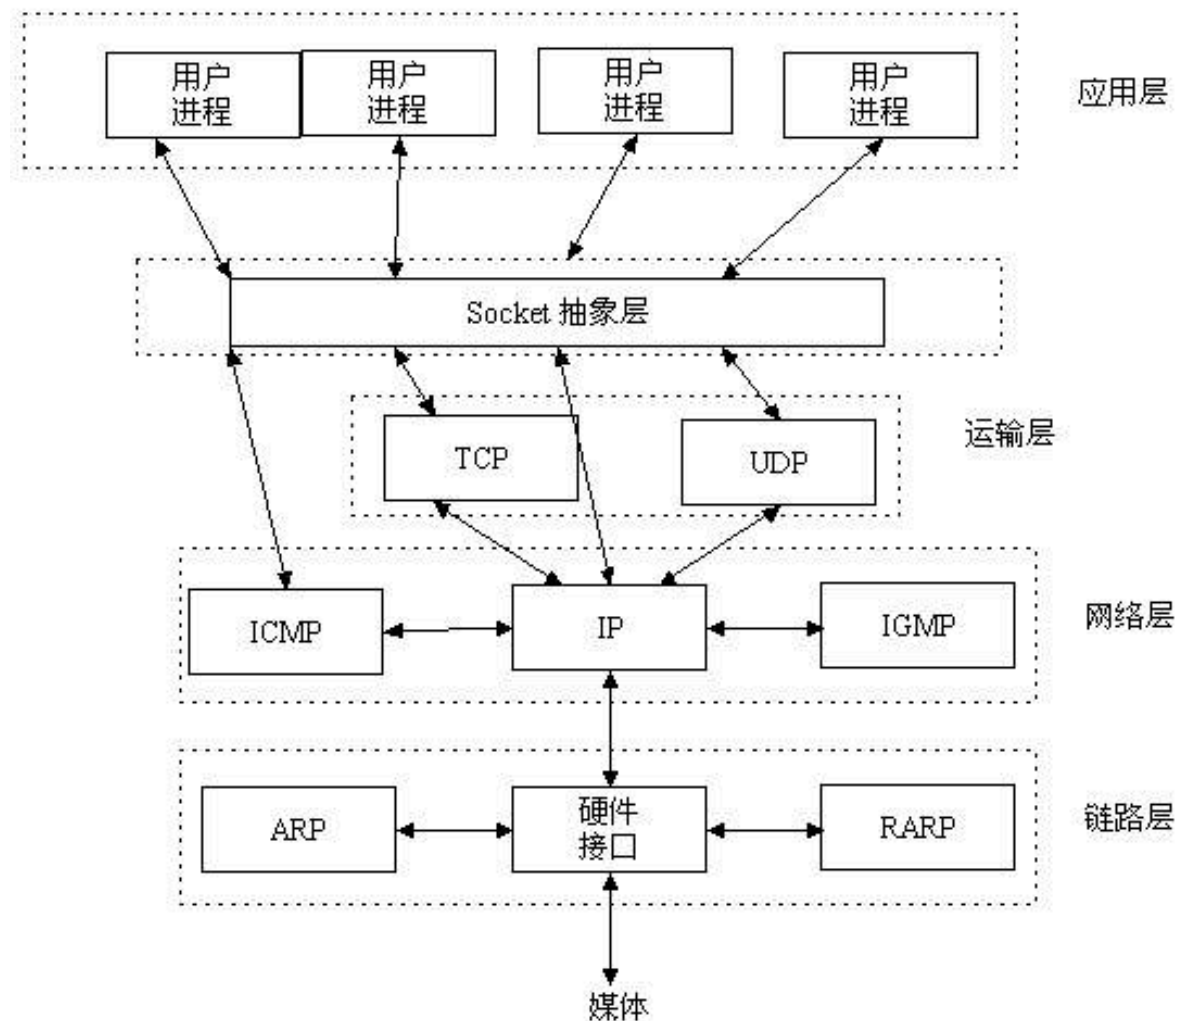 用户
进程
用户
进程
用户
进程
用户
进程
应用层
Socket 抽象层
运输层
TCP
UDP
网络层
ICMP
IP
IGMP
链路层
ARP
硬件
接口
RARP
媒体